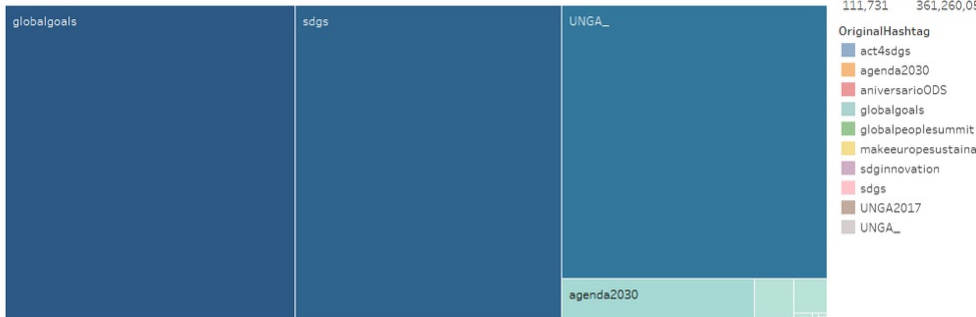 globalgoals
sdgs
UNGA_
agenda2030
111,731
OriginalHashtag
act4sdgs
agenda2030
aniversarioODS
globalgoals
globalpeoplesummit
sdginnovation
sdgs
UNGA2017
UNGA_